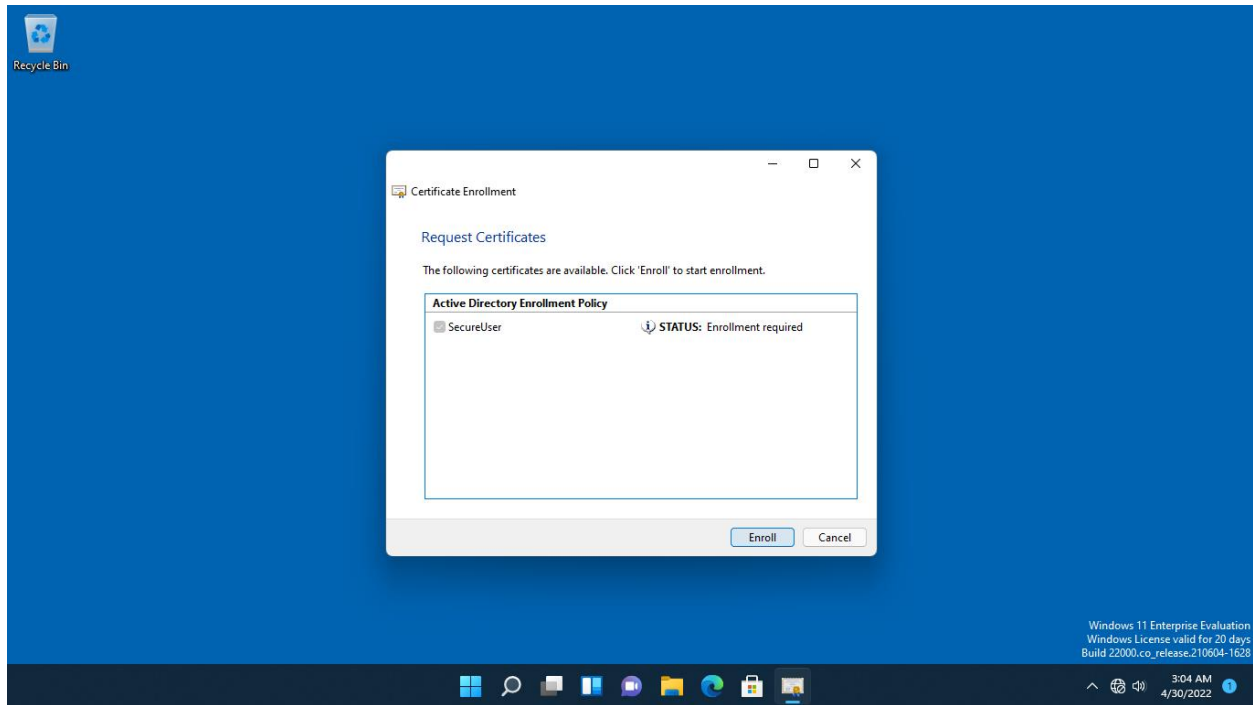 Recycle Bin
Certificate Enrollment
Request Certificates
The following certificates are available. Click 'Enroll' to start enrollment.
Active Directory Enrollment Policy
SecureUser
STATUS: Enrollment required
Enroll
Cancel
Windows 11 Enterprise Evaluation
Windows License valid for 20 days
Build 22000.co_release.210604-1628
3:04 AM
4/30/2022
1